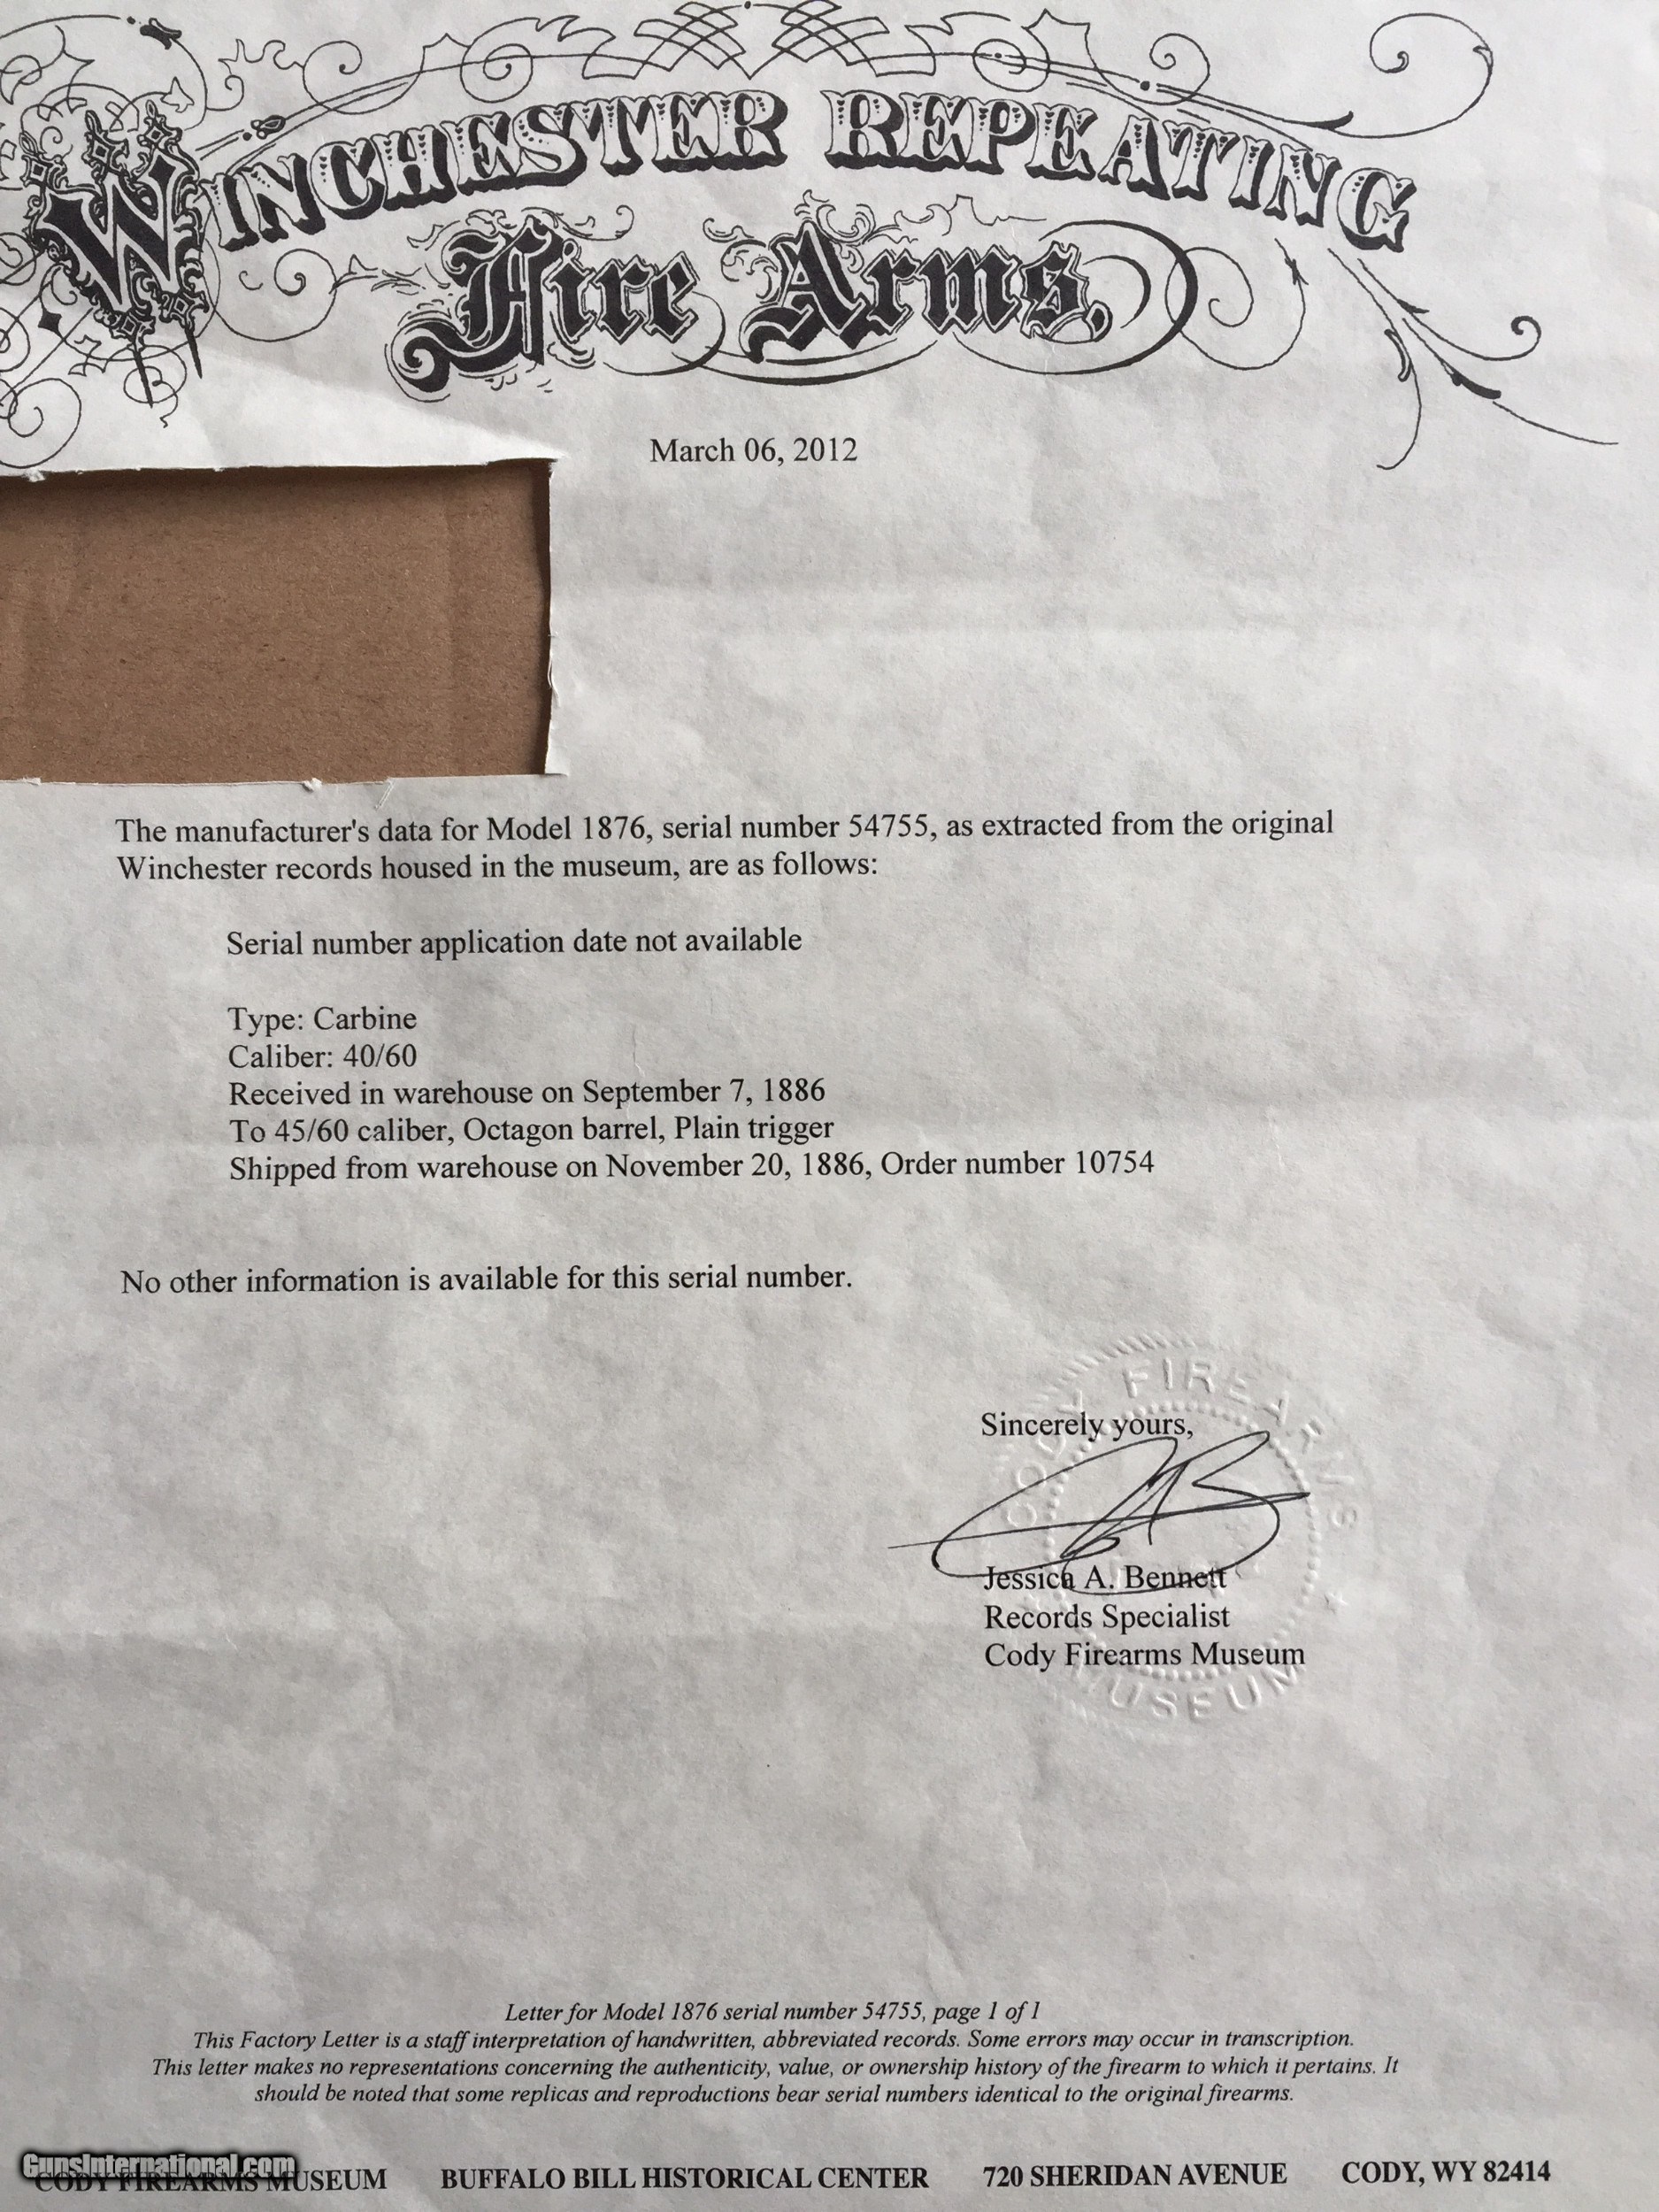 WINCHESTER REPEATING
Fire Arms,
March 06, 2012
The manufacturer's data for Model 1876, serial number 54755, as extracted from the original
Winchester records housed in the museum, are as follows:
Serial number application date not available
Type: Carbine
Caliber: 40/60
Received in warehouse on September 7, 1886
To 45/60 caliber, Octagon barrel, Plain trigger
Shipped from warehouse on November 20, 1886, Order number 10754
No other information is available for this serial number.
CODY FIREARMS
Sincerely yours,
Jessica A. Bennett
Records Specialist
Cody Firearms Museum
MUSEUM
Letter for Model 1876 serial number 54755, page 1 of 1
This Factory Letter is a staff interpretation of handwritten, abbreviated records. Some errors may occur in transcription.
This letter makes no representations concerning the authenticity, value, or ownership history of the firearm to which it pertains. It
should be noted that some replicas and reproductions bear serial numbers identical to the original firearms.
GunsInternational.com
CODY FIREARMS MUSEUM BUFFALO BILL HISTORICAL CENTER 720 SHERIDAN AVENUE CODY, WY 82414